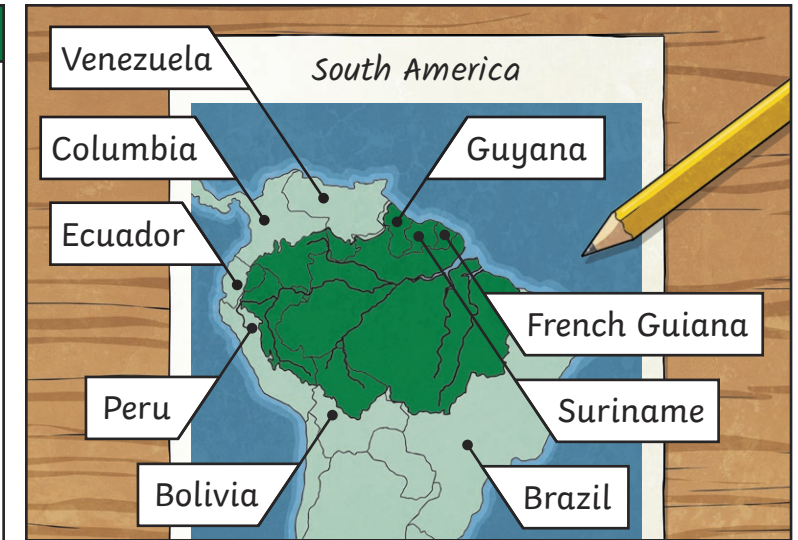 South America
Venezuela
Columbia
Ecuador
Peru
Bolivia
Guyana
French Guiana
Suriname
Brazil